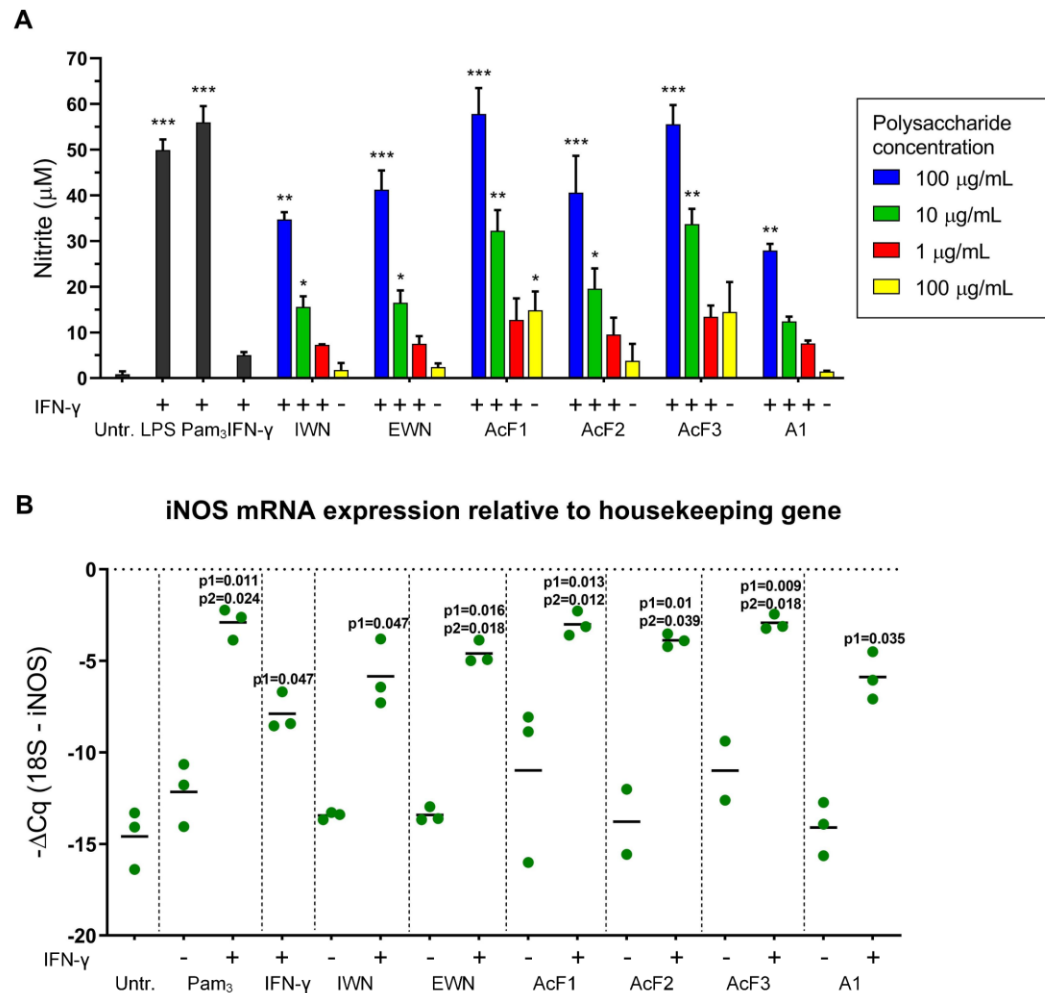 A
70
60
50
40
30
20
10
0
Nitrite (μM)
***
***
**
*
***
*
***
**
*
***
*
***
**
**
Polysaccharide
concentration
100 μg/mL
10 μg/mL
1 μg/mL
100 μg/mL
IFN-γ + + + + + + - + + + - + + + - + + + - + + + - + + + -
Untr. LPS Pam₃ IFN-γ IWN EWN AcF1 AcF2 AcF3 A1
B
iNOS mRNA expression relative to housekeeping gene
0
-5
-10
-15
-20
-ΔCq (18S - iNOS)
p1=0.011
p2=0.024
p1=0.047
p1=0.047
p1=0.016
p2=0.018
p1=0.013
p2=0.012
p1=0.01
p2=0.039
p1=0.009
p2=0.018
p1=0.035
IFN-γ - + + - + - + - + - + - + - +
Untr. Pam₃ IFN-γ IWN EWN AcF1 AcF2 AcF3 A1